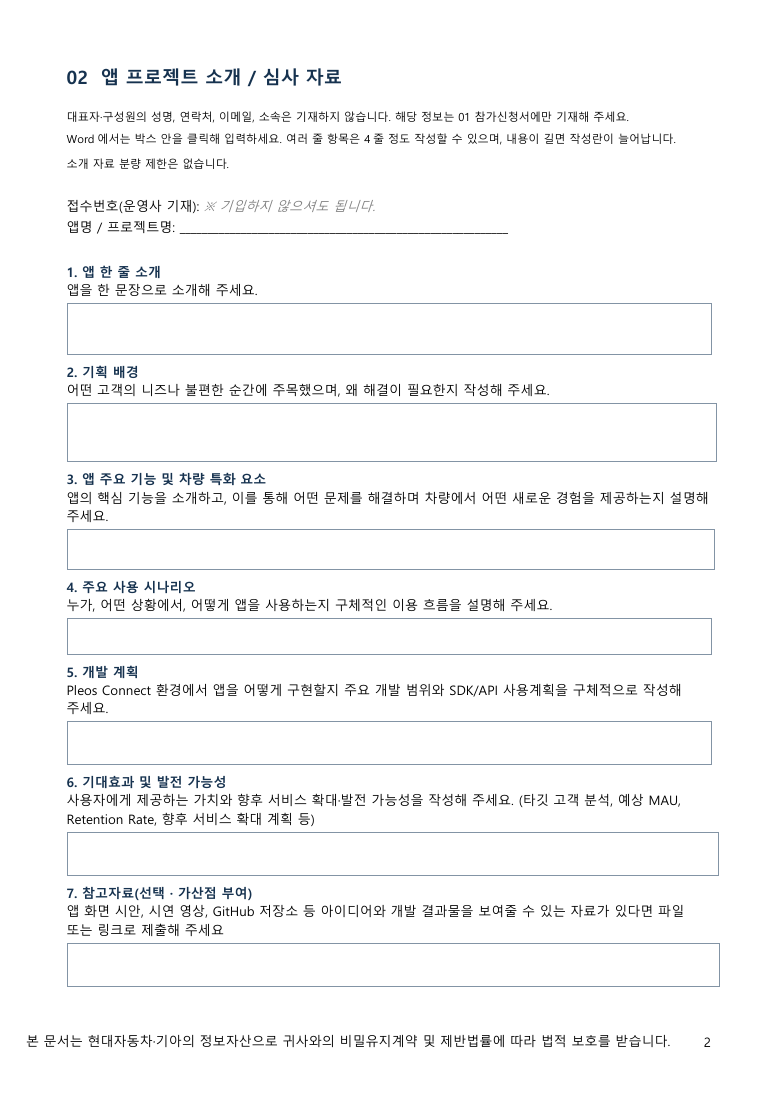 02 앱 프로젝트 소개 / 심사 자료
대표자·구성원의 성명, 연락처, 이메일, 소속은 기재하지 않습니다. 해당 정보는 01 참가신청서에만 기재해 주세요.
Word 에서는 박스 안을 클릭해 입력하세요. 여러 줄 항목은 4 줄 정도 작성할 수 있으며, 내용이 길면 작성란이 늘어납니다.
소개 자료 분량 제한은 없습니다.
접수번호(운영사 기재): ※ 기입하지 않으셔도 됩니다.
앱명 / 프로젝트명: ______________________________________________
1. 앱 한 줄 소개
앱을 한 문장으로 소개해 주세요.
2. 기획 배경
어떤 고객의 니즈나 불편한 순간에 주목했으며, 왜 해결이 필요한지 작성해 주세요.
3. 앱 주요 기능 및 차량 특화 요소
앱의 핵심 기능을 소개하고, 이를 통해 어떤 문제를 해결하며 차량에서 어떤 새로운 경험을 제공하는지 설명해
주세요.
4. 주요 사용 시나리오
누가, 어떤 상황에서, 어떻게 앱을 사용하는지 구체적인 이용 흐름을 설명해 주세요.
5. 개발 계획
Pleos Connect 환경에서 앱을 어떻게 구현할지 주요 개발 범위와 SDK/API 사용계획을 구체적으로 작성해
주세요.
6. 기대효과 및 발전 가능성
사용자에게 제공하는 가치와 향후 서비스 확대·발전 가능성을 작성해 주세요. (타깃 고객 분석, 예상 MAU,
Retention Rate, 향후 서비스 확대 계획 등)
7. 참고자료(선택 · 가산점 부여)
앱 화면 시안, 시연 영상, GitHub 저장소 등 아이디어와 개발 결과물을 보여줄 수 있는 자료가 있다면 파일
또는 링크로 제출해 주세요
본 문서는 현대자동차·기아의 정보자산으로 귀사와의 비밀유지계약 및 제반법률에 따라 법적 보호를 받습니다. 2